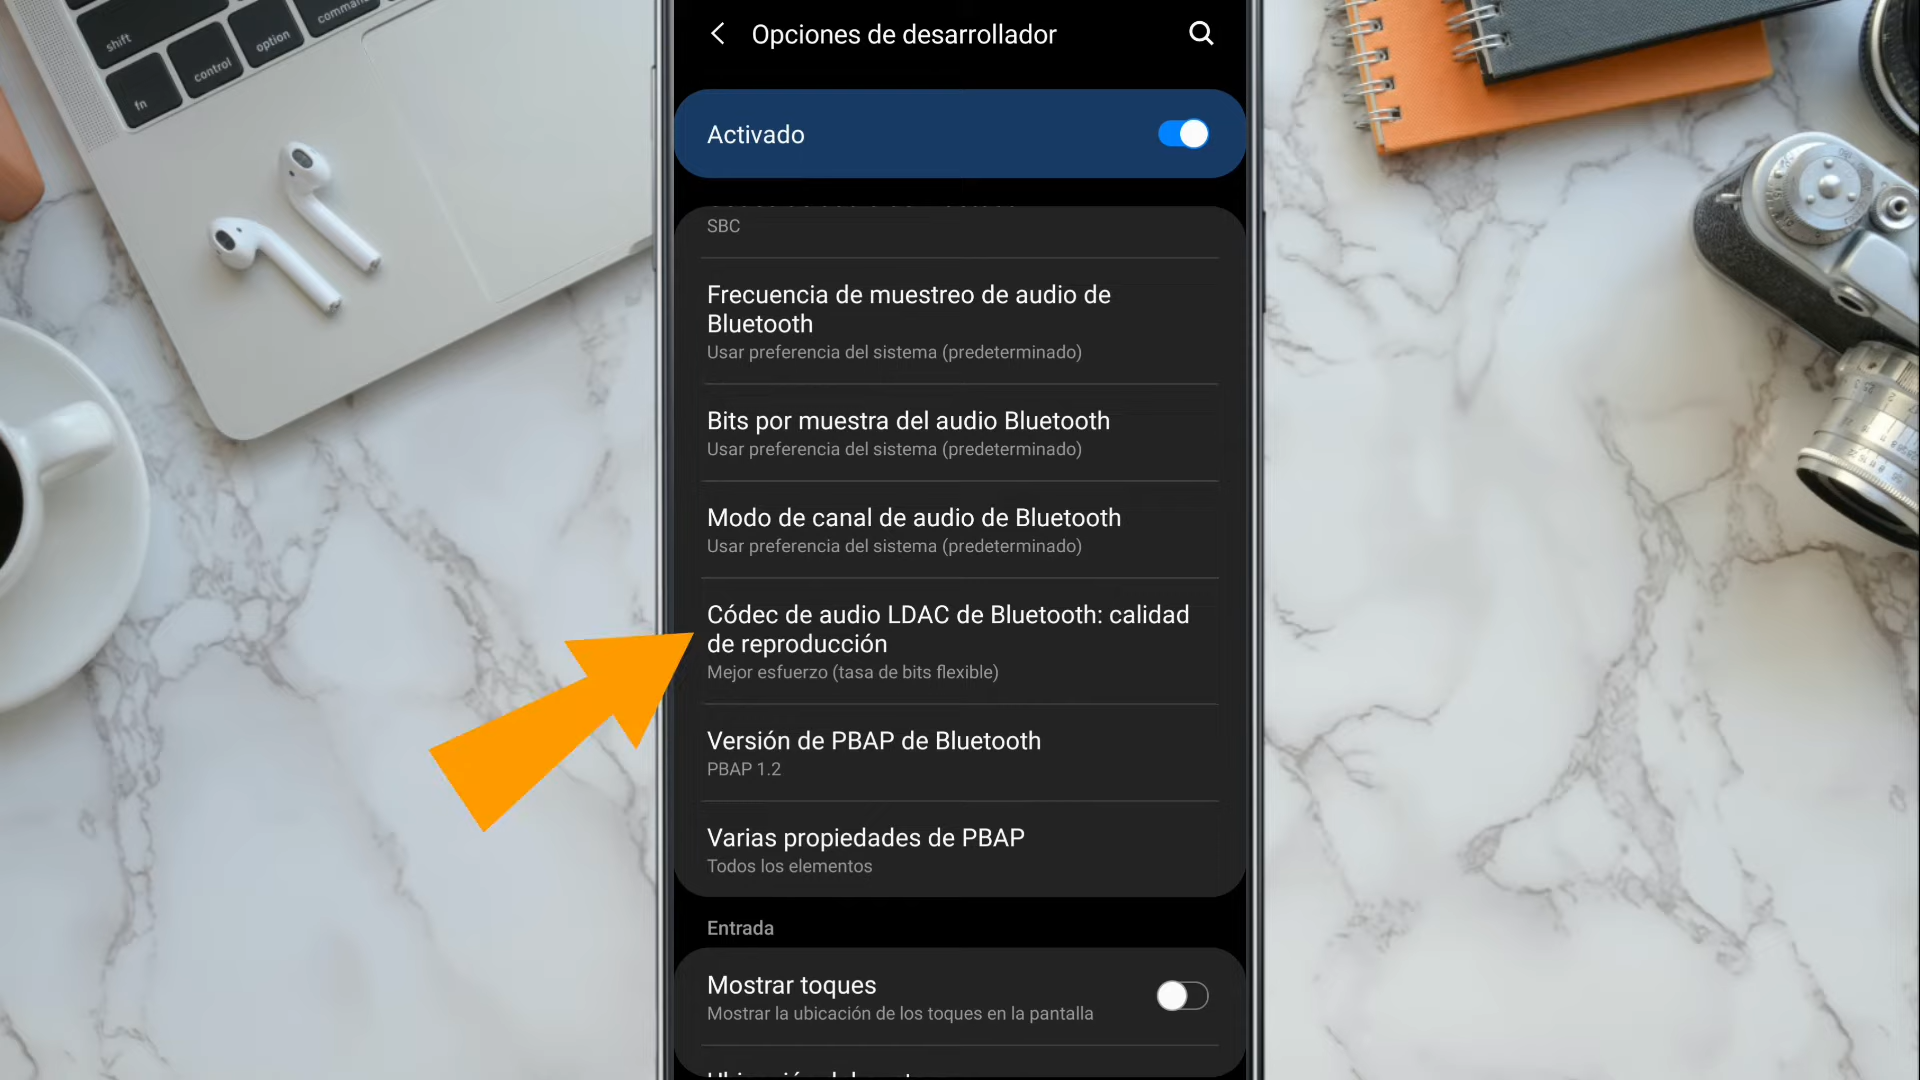 shift
fn
control
option
command
Opciones de desarrollador
Activado
SBC
Frecuencia de muestreo de audio de
Bluetooth
Usar preferencia del sistema (predeterminado)
Bits por muestra del audio Bluetooth
Usar preferencia del sistema (predeterminado)
Modo de canal de audio de Bluetooth
Usar preferencia del sistema (predeterminado)
Códec de audio LDAC de Bluetooth: calidad
de reproducción
Mejor esfuerzo (tasa de bits flexible)
Versión de PBAP de Bluetooth
PBAP 1.2
Varias propiedades de PBAP
Todos los elementos
Entrada
Mostrar toques
Mostrar la ubicación de los toques en la pantalla